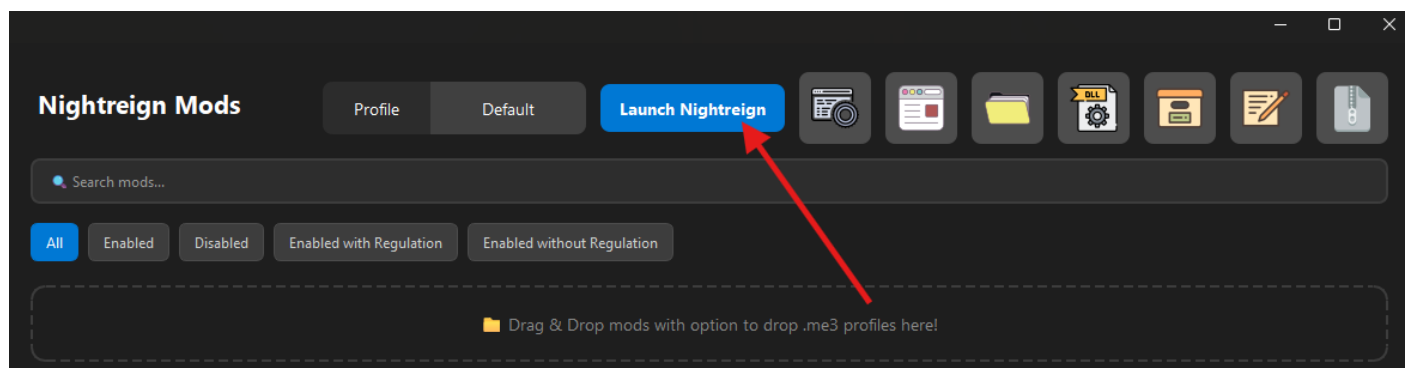 Nightreign Mods
Profile
Default
Launch Nightreign
DLL
Search mods...
All
Enabled
Disabled
Enabled with Regulation
Enabled without Regulation
Drag & Drop mods with option to drop .me3 profiles here!